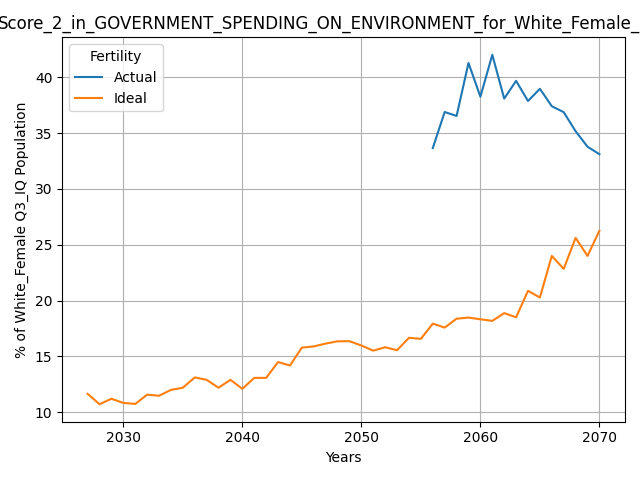 Score_2_in_GOVERNMENT_SPENDING_ON_ENVIRONMENT_for_White_Female_
Fertility
Actual
Ideal
% of White_Female Q3_IQ Population
40
35
30
25
20
15
10
2030 2040 2050 2060 2070
Years